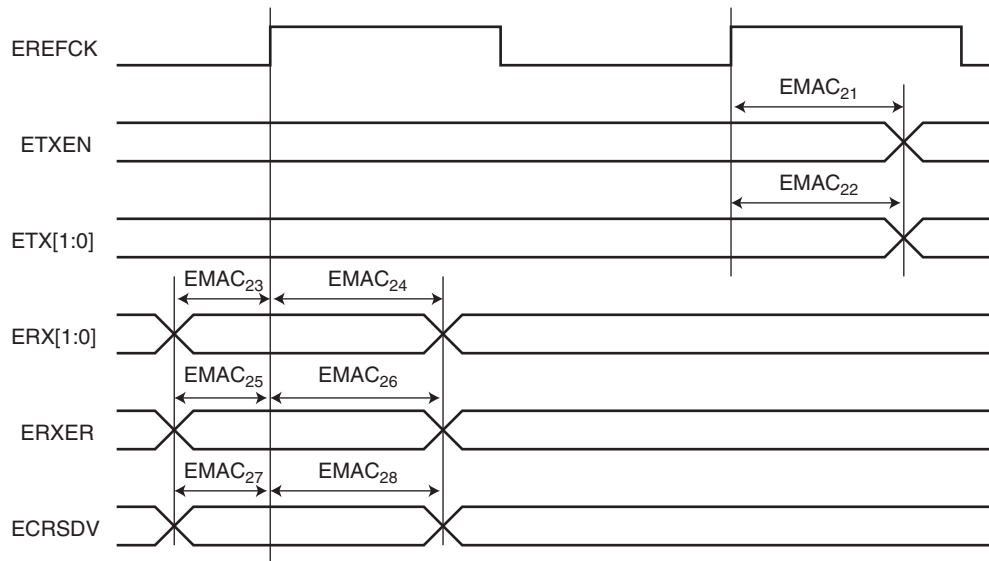 EREFCK
EMAC21
ETXEN
EMAC22
ETX[1:0]
EMAC23 EMAC24
ERX[1:0]
EMAC25 EMAC26
ERXER
EMAC27 EMAC28
ECRSDV